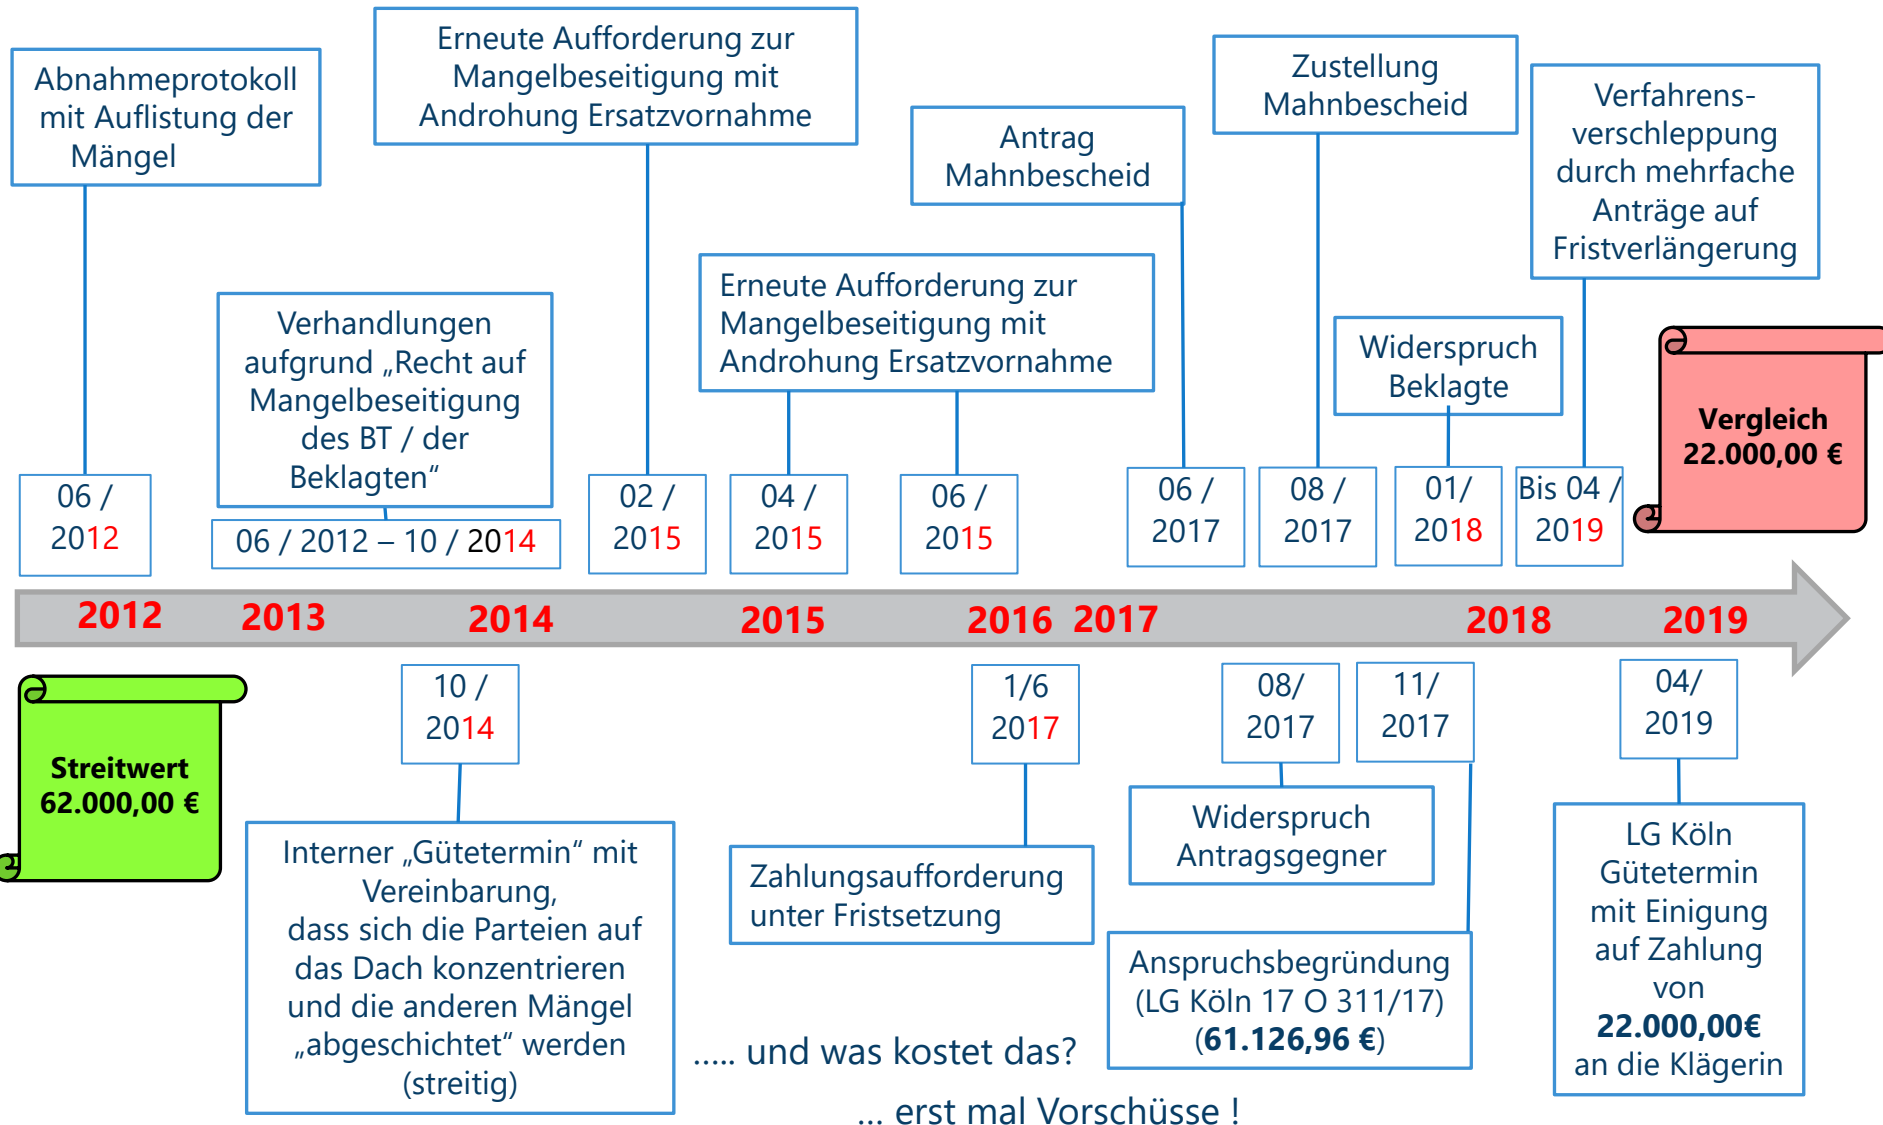 Abnahmeprotokoll
mit Auflistung der
Mängel
Erneute Aufforderung zur
Mangelbeseitigung mit
Androhung Ersatzvornahme
Antrag
Mahnbescheid
Zustellung
Mahnbescheid
Verfahrens-
verschleppung
durch mehrfache
Anträge auf
Fristverlängerung
Verhandlungen
aufgrund „Recht auf
Mangelbeseitigung
des BT / der
Beklagten“
Erneute Aufforderung zur
Mangelbeseitigung mit
Androhung Ersatzvornahme
Widerspruch
Beklagte
Vergleich
22.000,00 €
06 /
2012
06 / 2012 – 10 / 2014
02 /
2015
04 /
2015
06 /
2015
06 /
2017
08 /
2017
01/
2018
Bis 04 /
2019
2012 2013 2014 2015 2016 2017 2018 2019
Streitwert
62.000,00 €
10 /
2014
1/6
2017
08/
2017
11/
2017
04/
2019
Interner „Gütetermin“ mit
Vereinbarung,
dass sich die Parteien auf
das Dach konzentrieren
und die anderen Mängel
„abgeschichtet“ werden
(streitig)
Zahlungsaufforderung
unter Fristsetzung
Widerspruch
Antragsgegner
Anspruchsbegründung
(LG Köln 17 O 311/17)
(61.126,96 €)
LG Köln
Gütetermin
mit Einigung
auf Zahlung
von
22.000,00€
an die Klägerin
..... und was kostet das?
... erst mal Vorschüsse !